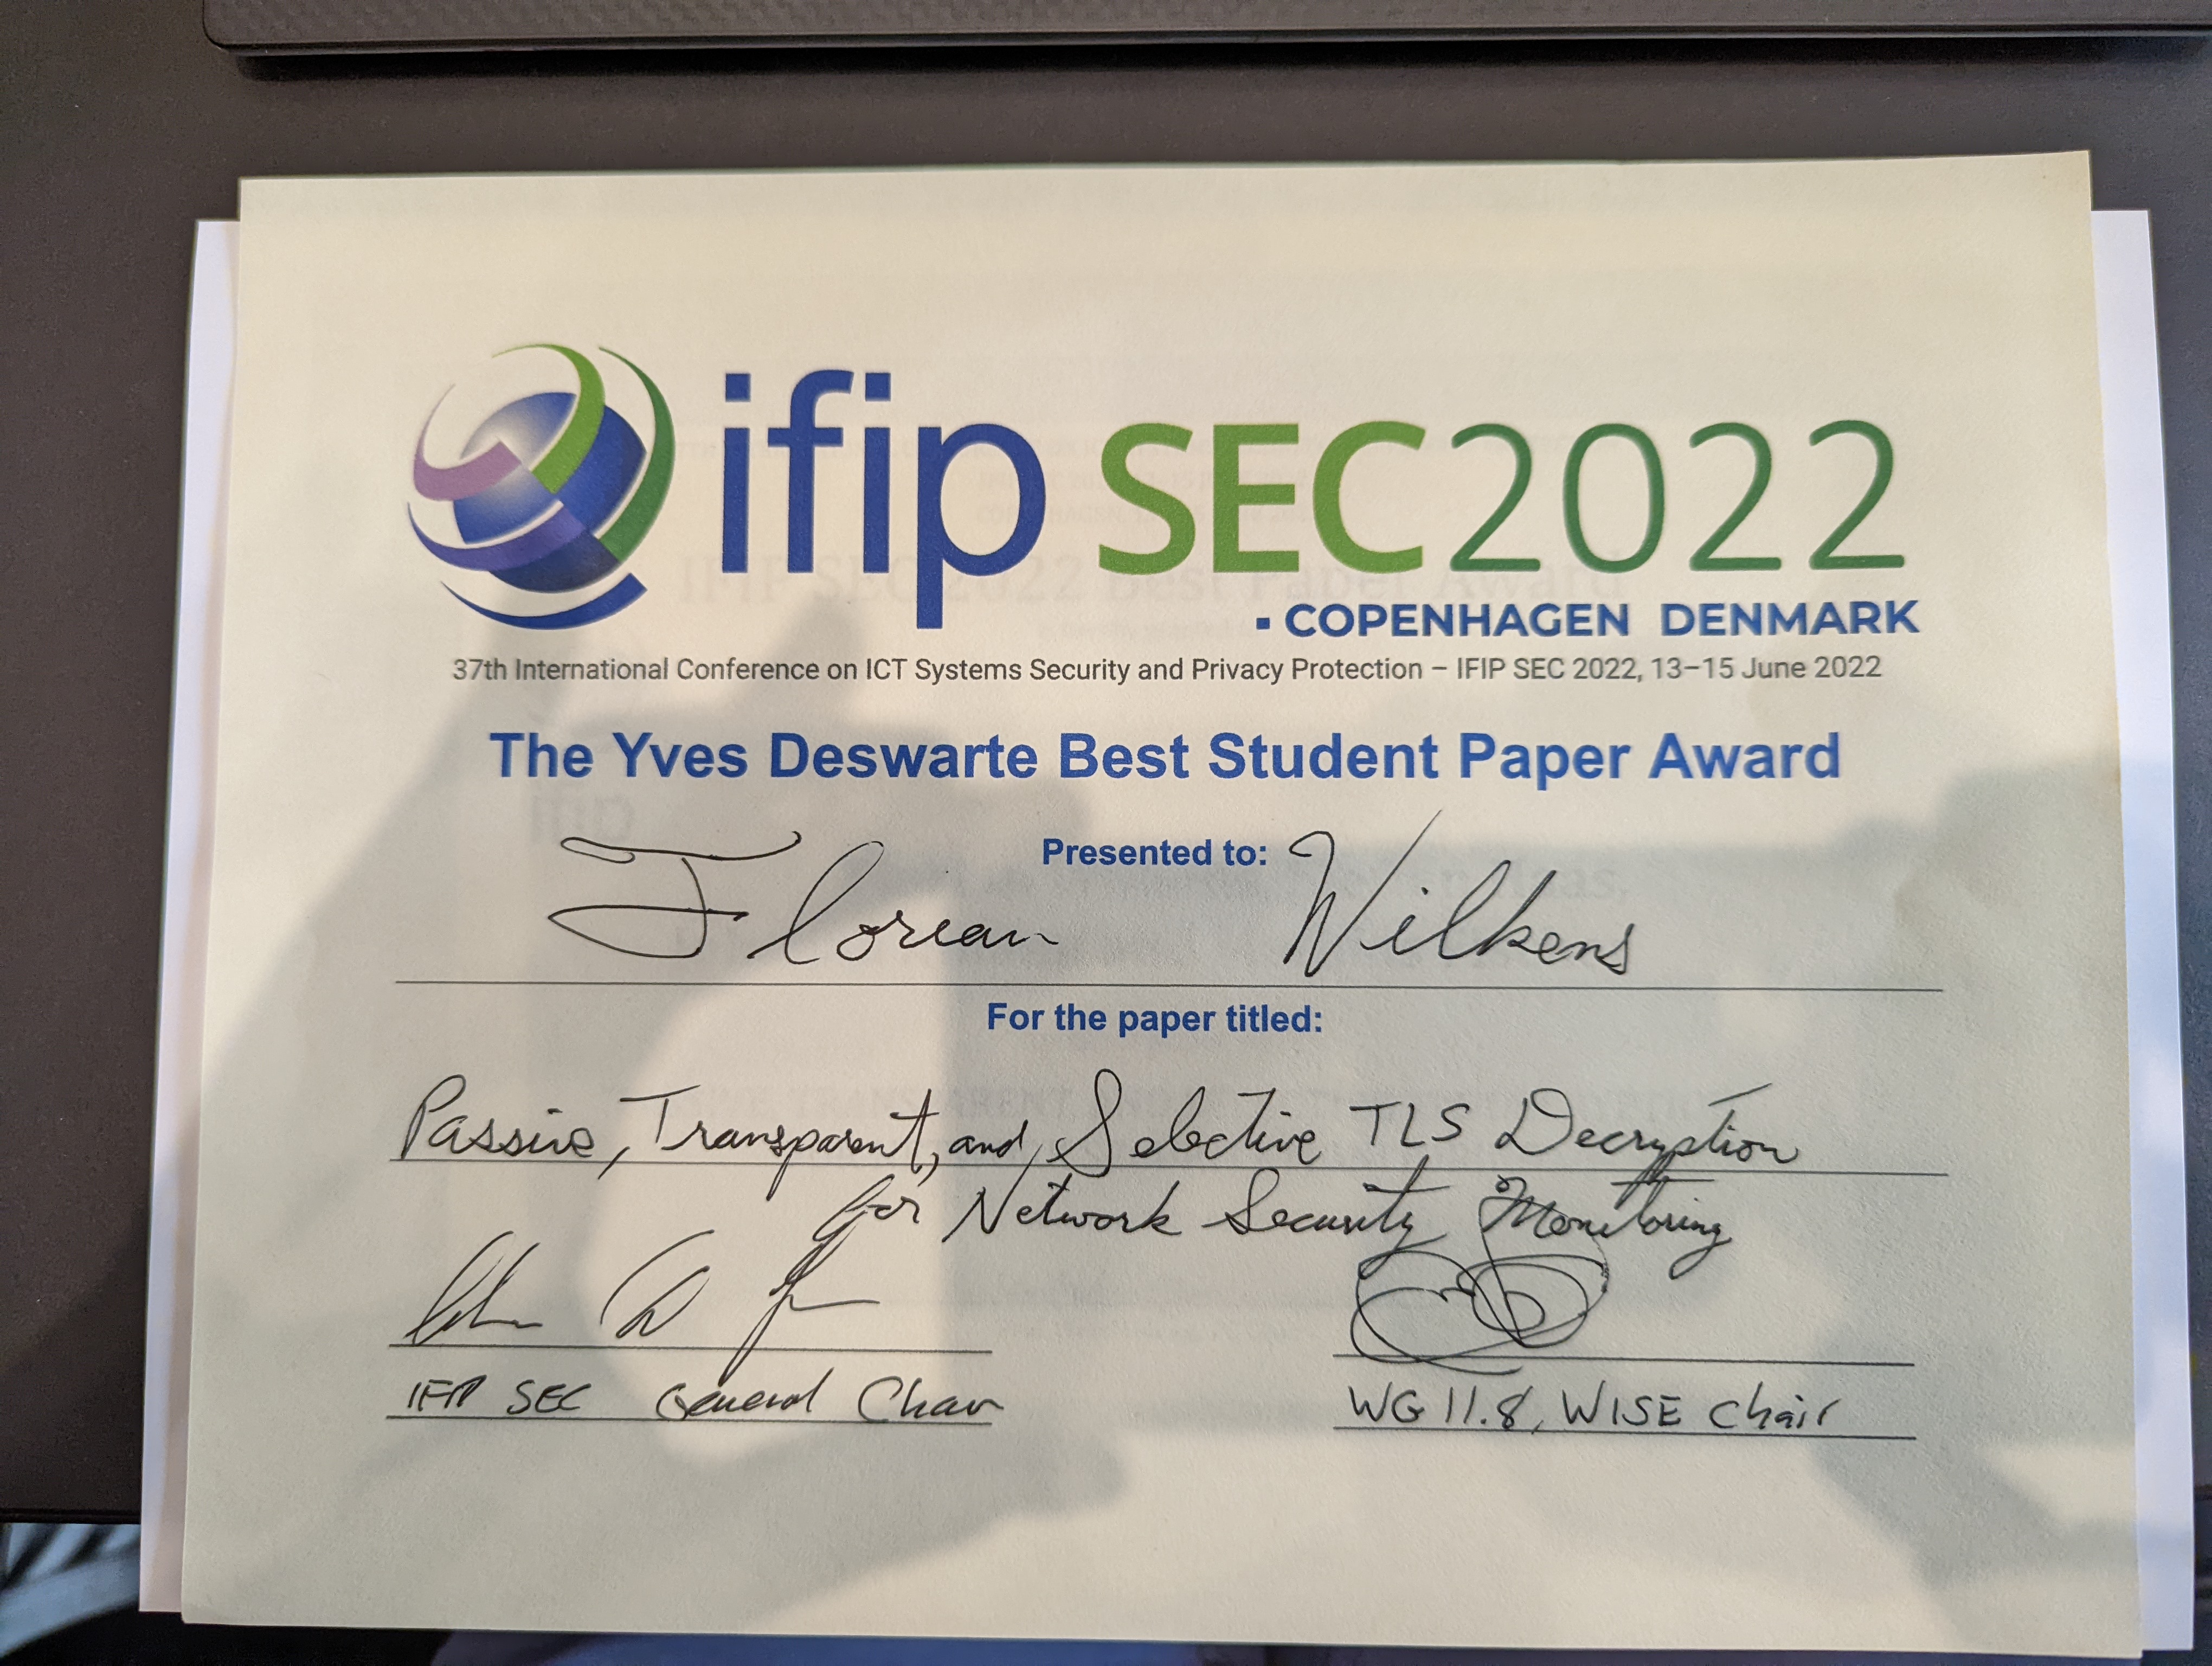 ifip SEC2022
▪ COPENHAGEN DENMARK
37th International Conference on ICT Systems Security and Privacy Protection – IFIP SEC 2022, 13–15 June 2022
The Yves Deswarte Best Student Paper Award
Presented to:
Florian Wilkens
For the paper titled:
Passive, Transparent, and Selective TLS Decryption
for Network Security Monitoring
IFIP SEC General Chair
WG 11.8, WISE Chair